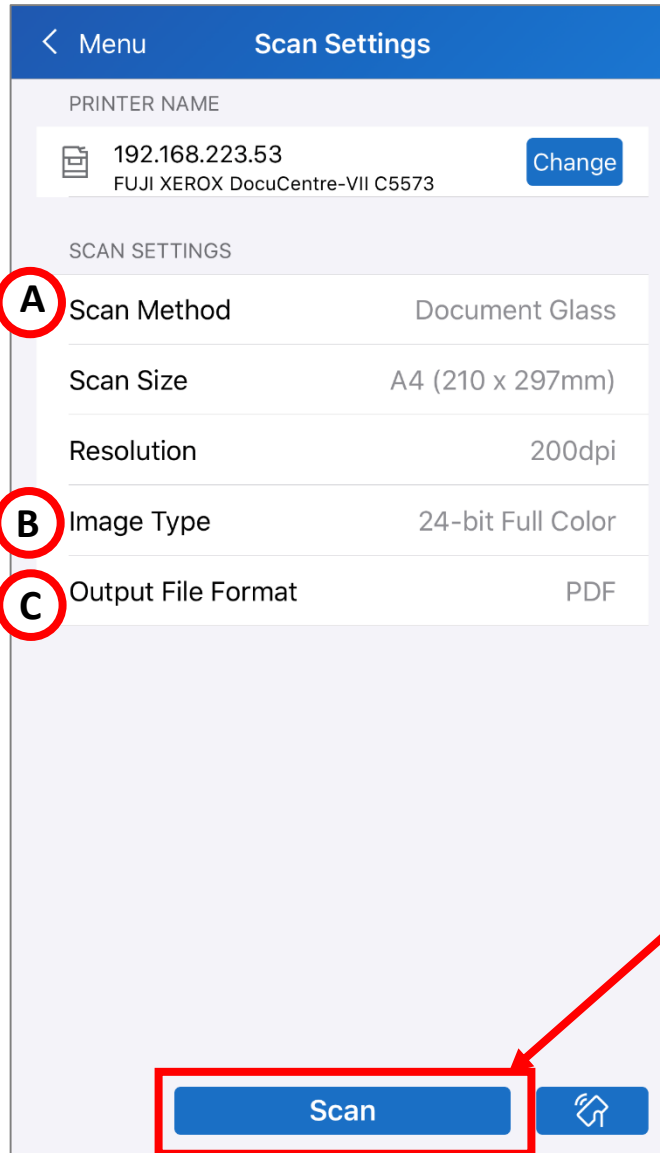 Menu Scan Settings
PRINTER NAME
192.168.223.53
Change
FUJI XEROX DocuCentre-VII C5573
SCAN SETTINGS
A Scan Method Document Glass
Scan Size A4 (210 x 297mm)
Resolution 200dpi
B Image Type 24-bit Full Color
C Output File Format PDF
Scan